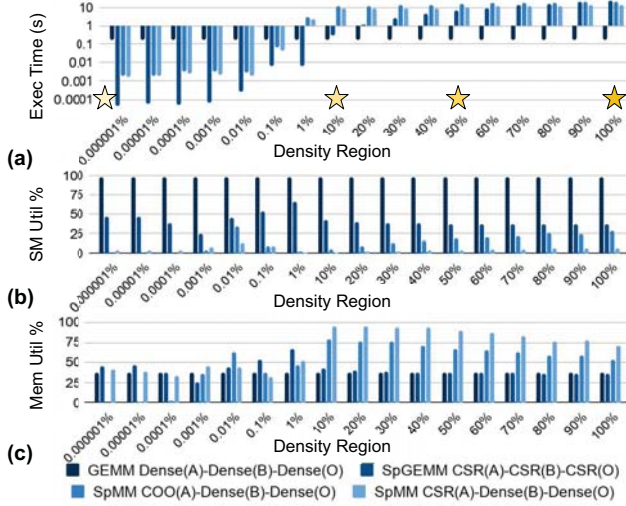 Exec Time (s)
10
1
0.1
0.01
0.001
0.0001
0.000001% 0.00001% 0.0001% 0.001% 0.01% 0.1% 1% 10% 20% 30% 40% 50% 60% 70% 80% 90% 100%
(a) Density Region
SM Util %
100
75
50
25
0
0.000001% 0.00001% 0.0001% 0.001% 0.01% 0.1% 1% 10% 20% 30% 40% 50% 60% 70% 80% 90% 100%
(b) Density Region
Mem Util %
100
75
50
25
0
0.000001% 0.00001% 0.0001% 0.001% 0.01% 0.1% 1% 10% 20% 30% 40% 50% 60% 70% 80% 90% 100%
(c) Density Region
GEMM Dense(A)-Dense(B)-Dense(O) SpGEMM CSR(A)-CSR(B)-CSR(O)
SpMM COO(A)-Dense(B)-Dense(O) SpMM CSR(A)-Dense(B)-Dense(O)